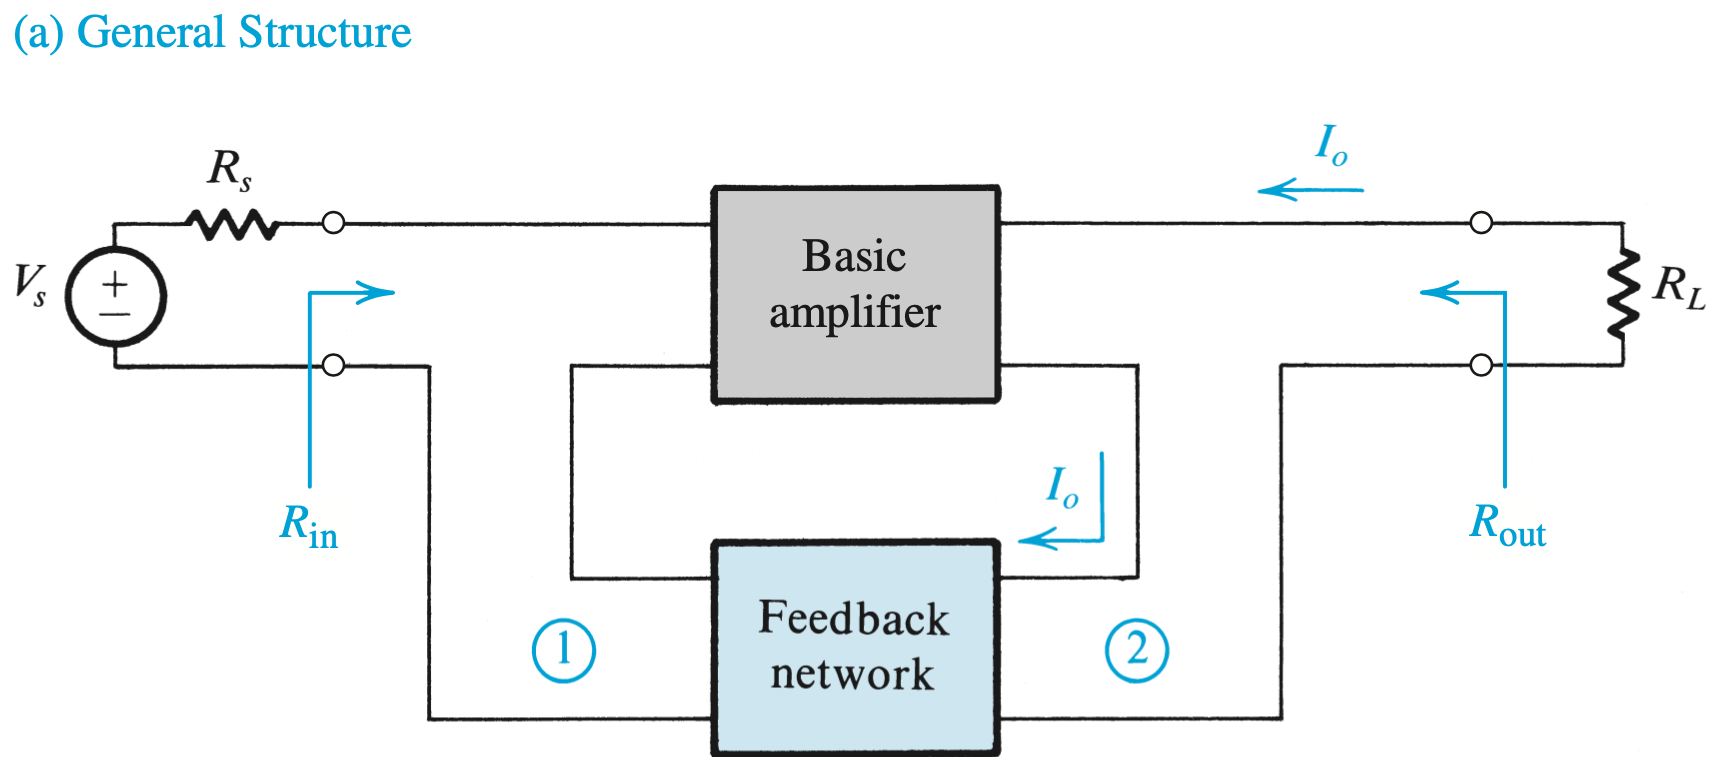 (a) General Structure
I_o
R_s
Basic
amplifier
V_s
+
−
R_L
I_o
R_in
R_out
Feedback
network
1
2